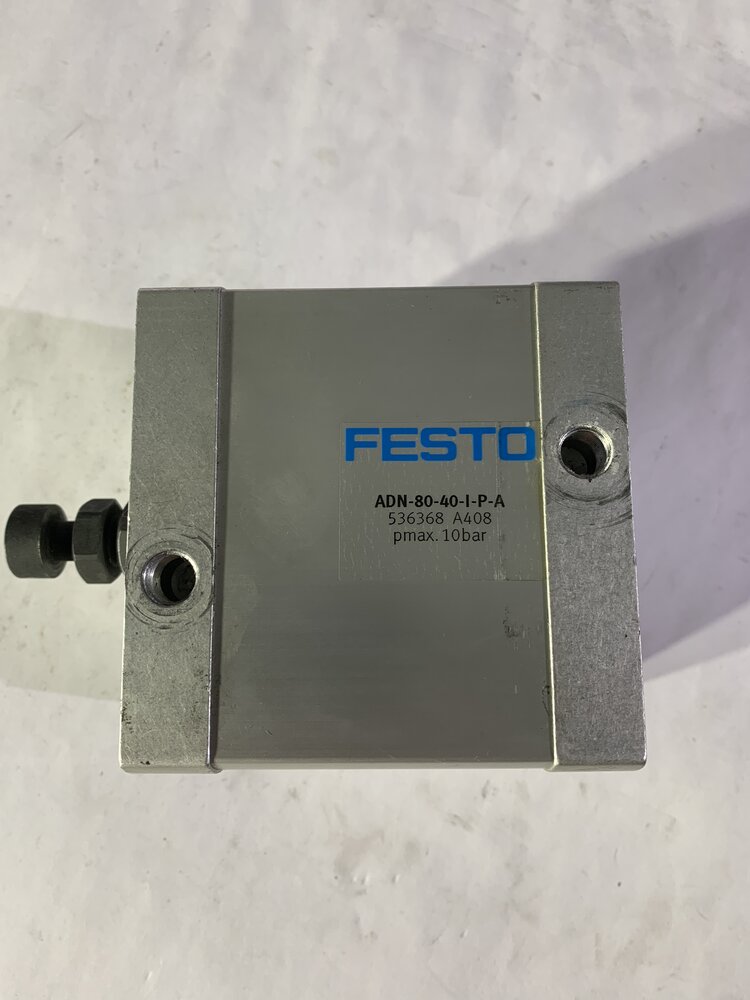 FESTO
ADN-80-40-I-P-A
536368 A408
pmax. 10bar